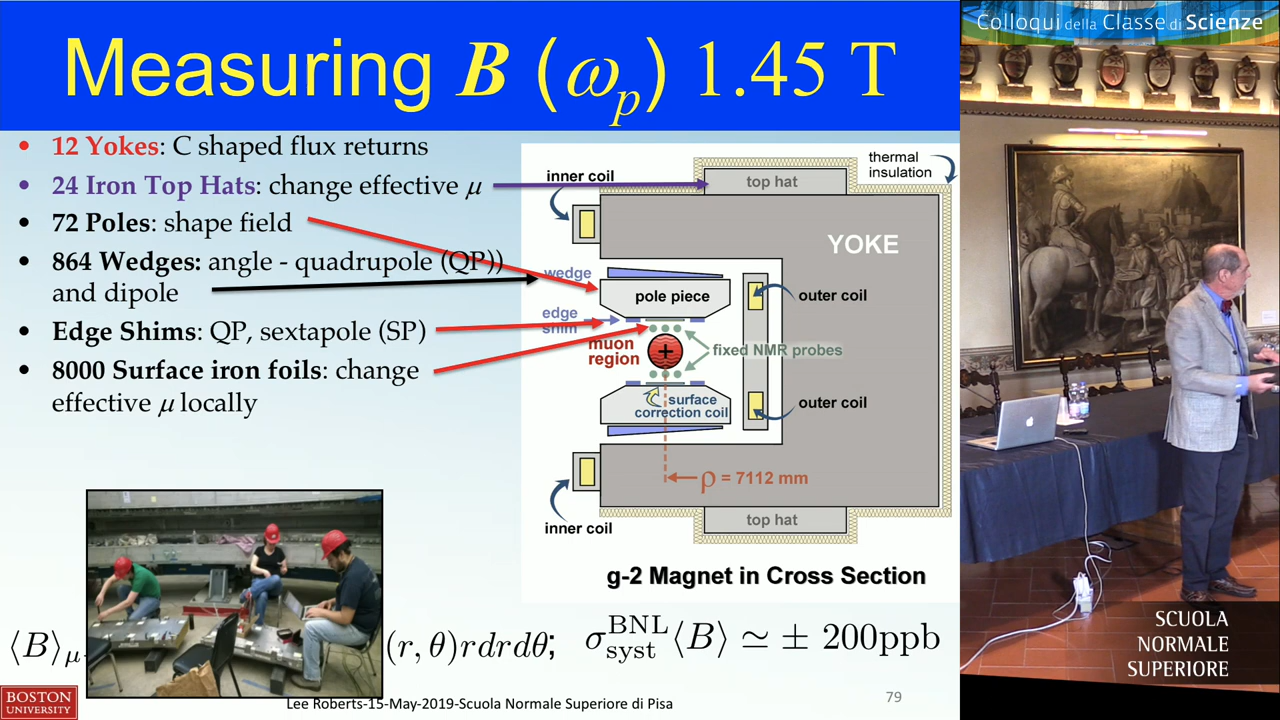 Measuring B (ωp) 1.45 T
Colloqui della Classe di Scienze
• 12 Yokes: C shaped flux returns
• 24 Iron Top Hats: change effective μ
• 72 Poles: shape field
• 864 Wedges: angle - quadrupole (QP))
and dipole
• Edge Shims: QP, sextapole (SP)
• 8000 Surface iron foils: change
effective μ locally
thermal
insulation
inner coil
top hat
YOKE
wedge
pole piece
outer coil
edge
shim
muon
region
fixed NMR probes
surface
correction coil
outer coil
ρ = 7112 mm
inner coil
top hat
g-2 Magnet in Cross Section
⟨B⟩μ
(r, θ)rdrdθ; σ BNL syst ⟨B⟩ ≃ ± 200ppb
BOSTON
UNIVERSITY
Lee Roberts-15-May-2019-Scuola Normale Superiore di Pisa
79
SCUOLA
NORMALE
SUPERIORE